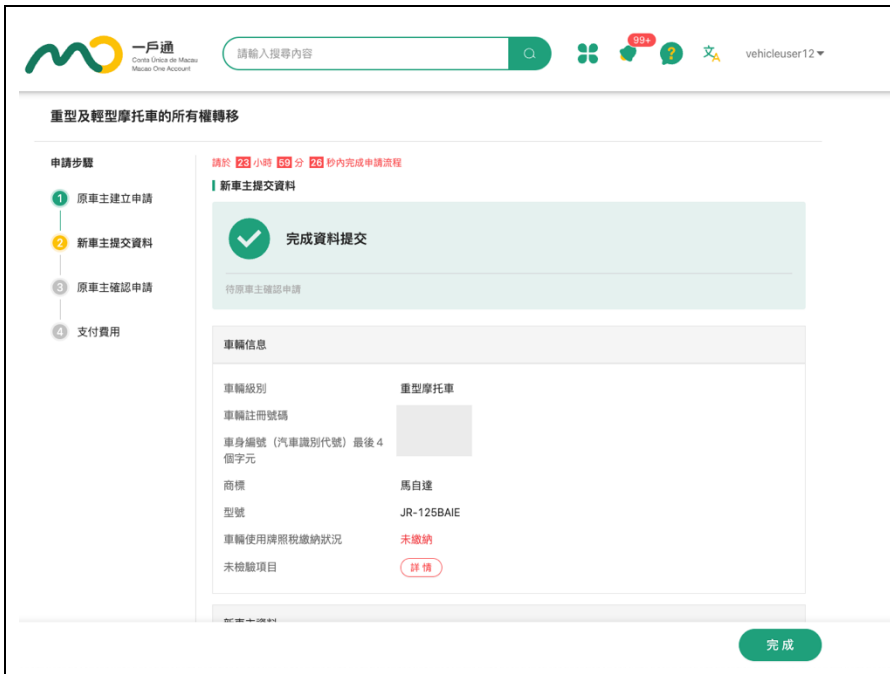 一戶通
Conta Única de Macau
Macao One Account
請輸入搜尋內容
99+
?
文A
vehicleuser12
重型及輕型摩托車的所有權轉移
申請步驟
1 原車主建立申請
2 新車主提交資料
3 原車主確認申請
4 支付費用
請於 23 小時 59 分 26 秒內完成申請流程
新車主提交資料
完成資料提交
待原車主確認申請
車輛信息
車輛級別 重型摩托車
車輛註冊號碼
車身編號（汽車識別代號）最後 4
個字元
商標 馬自達
型號 JR-125BAIE
車輛使用牌照稅繳納狀況 未繳納
未檢驗項目 詳情
新車主資料
完成